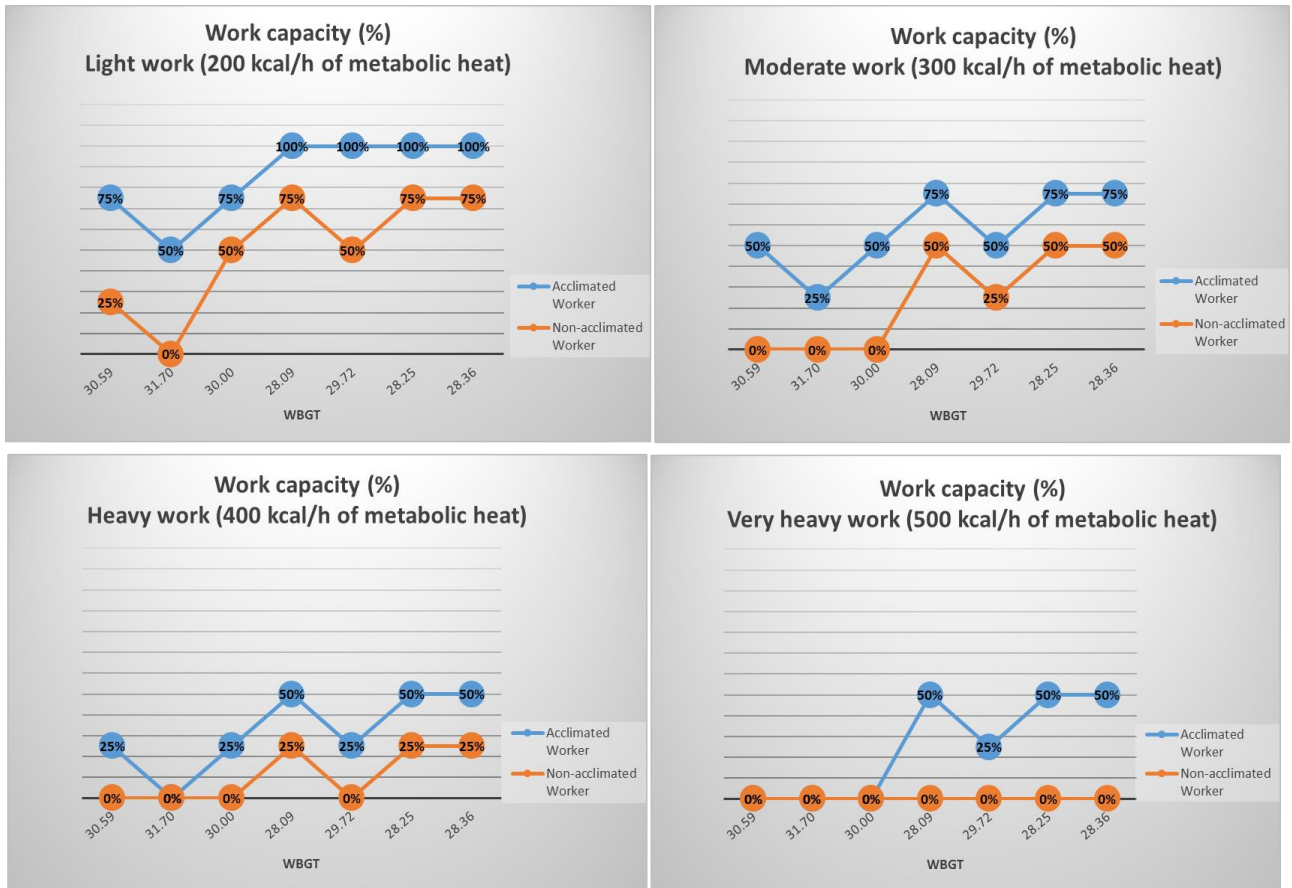 Work capacity (%)
Light work (200 kcal/h of metabolic heat)
100% 100% 100% 100%
75% 75% 75% 75% 75%
50% 50% 50%
25%
0%
Acclimated
Worker
Non-acclimated
Worker
30.59 31.70 30.00 28.09 29.72 28.25 28.36
WBGT
Work capacity (%)
Moderate work (300 kcal/h of metabolic heat)
75% 75% 75%
50% 50% 50% 50% 50% 50%
25% 25%
0% 0% 0%
Acclimated
Worker
Non-acclimated
Worker
30.59 31.70 30.00 28.09 29.72 28.25 28.36
WBGT
Work capacity (%)
Heavy work (400 kcal/h of metabolic heat)
50% 50% 50%
25% 25% 25% 25% 25% 25%
0% 0% 0% 0%
Acclimated
Worker
Non-acclimated
Worker
30.59 31.70 30.00 28.09 29.72 28.25 28.36
WBGT
Work capacity (%)
Very heavy work (500 kcal/h of metabolic heat)
50% 50% 50%
25%
0% 0% 0% 0% 0% 0% 0%
Acclimated
Worker
Non-acclimated
Worker
30.59 31.70 30.00 28.09 29.72 28.25 28.36
WBGT